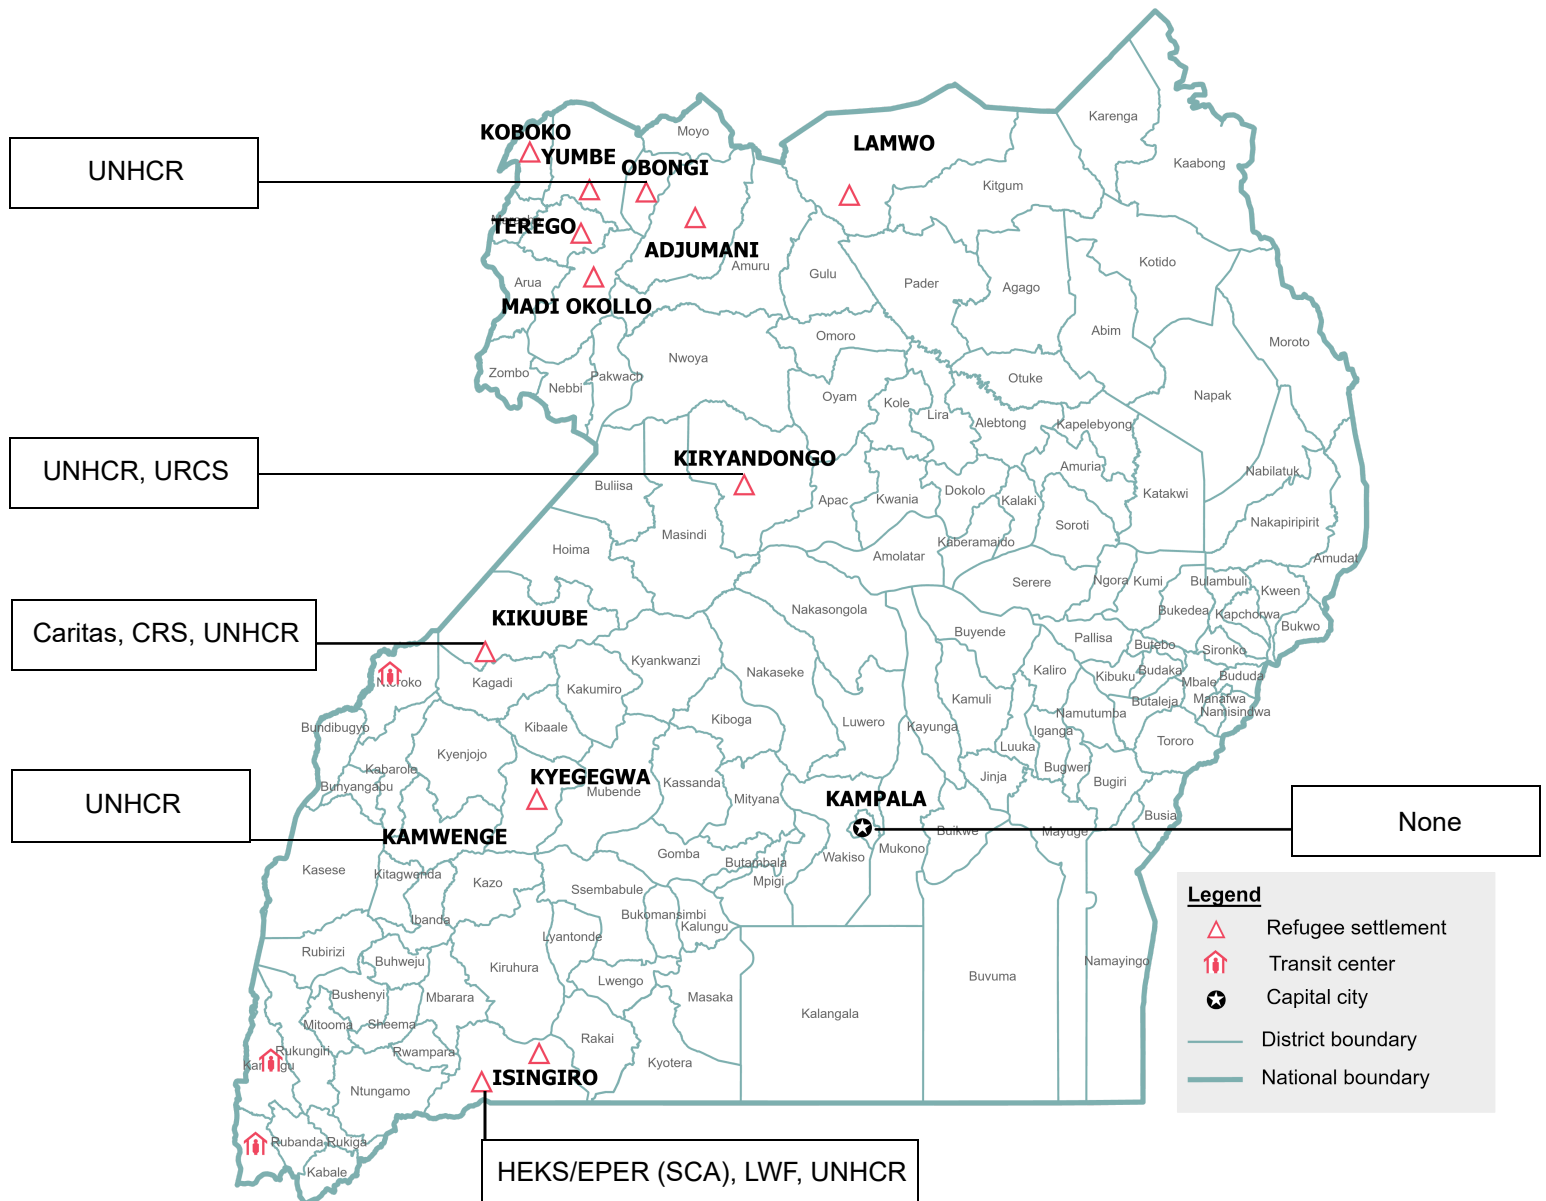 Karenga
Moyo
KOBOKO
LAMWO
YUMBE
OBONGI
Kaabong
UNHCR
Kitgum
TEREGO
ADJUMANI
Amuru
Gulu
Kotido
Arua
Pader
Agago
MADI OKOLLO
Abim
Omoro
Moroto
Nwoya
Zombo
Nebbi
Pakwach
Otuke
Napak
Oyam
Kole
Lira
Alebtong
Kapelebyong
KIRYANDONGO
UNHCR, URCS
Amuria
Nabilatuk
Buliisa
Apac
Kwania
Dokolo
Kalaki
Katakwi
Soroti
Nakapiripirit
Masindi
Hoima
Kaberamaido
Amolatar
Amudat
Serere
Ngora
Kumi
Bulambuli
Kween
Nakasongola
Bukedea
Kapchorwa
KIKUUBE
Bukwo
Caritas, CRS, UNHCR
Buyende
Pallisa
Butebo
Sironko
Kyankwanzi
Nakaseke
Kaliro
Kibuku
Budaka
Mbale
Bududa
Ntoroko
Kagadi
Kakumiro
Kamuli
Butaleja
Manafwa
Namisindwa
Kiboga
Luwero
Kayunga
Namutumba
Bundibugyo
Kibaale
Iganga
Kyenjojo
Luuka
Tororo
Kabarole
KYEGEGWA
Bunyangabu
Mubende
Kassanda
Mityana
Jinja
Bugweri
Bugiri
UNHCR
KAMPALA
Busia
None
KAMWENGE
Buikwe
Mayuge
Mukono
Wakiso
Gomba
Butambala
Kasese
Kitagwenda
Kazo
Ssembabule
Mpigi
Legend
Ibanda
Bukomansimbi
Kalungu
Refugee settlement
Lyantonde
Rubirizi
Buhweju
Kiruhura
Transit center
Buvuma
Namayingo
Lwengo
Bushenyi
Mbarara
Masaka
Capital city
Mitooma
Sheema
Kalangala
Rakai
District boundary
Rukungiri
Rwampara
Kyotera
ISINGIRO
National boundary
Ntungamo
Rubanda
Rukiga
Kabale
HEKS/EPER (SCA), LWF, UNHCR